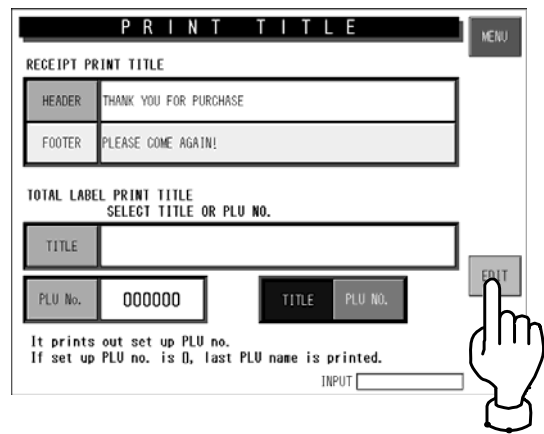 PRINT TITLE
MENU
RECEIPT PRINT TITLE
HEADER THANK YOU FOR PURCHASE
FOOTER PLEASE COME AGAIN!
TOTAL LABEL PRINT TITLE
SELECT TITLE OR PLU NO.
TITLE
EDIT
PLU No. 000000 TITLE PLU NO.
It prints out set up PLU no.
If set up PLU no. is 0, last PLU name is printed.
INPUT